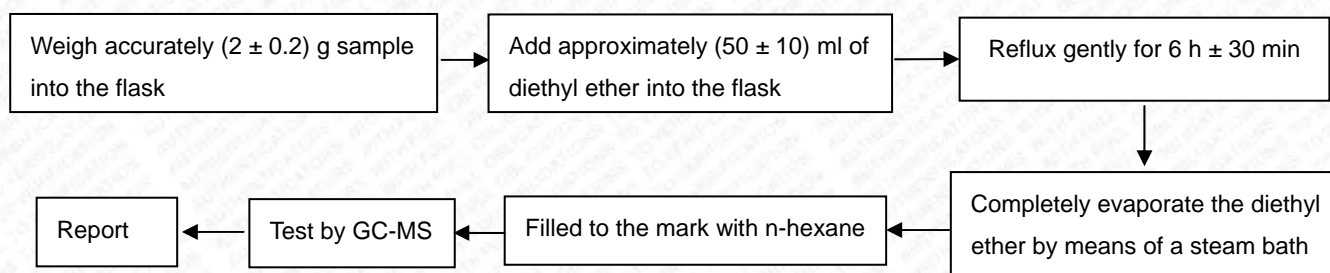 Weigh accurately (2 ± 0.2) g sample
into the flask
Add approximately (50 ± 10) ml of
diethyl ether into the flask
Reflux gently for 6 h ± 30 min
Completely evaporate the diethyl
ether by means of a steam bath
Filled to the mark with n-hexane
Test by GC-MS
Report